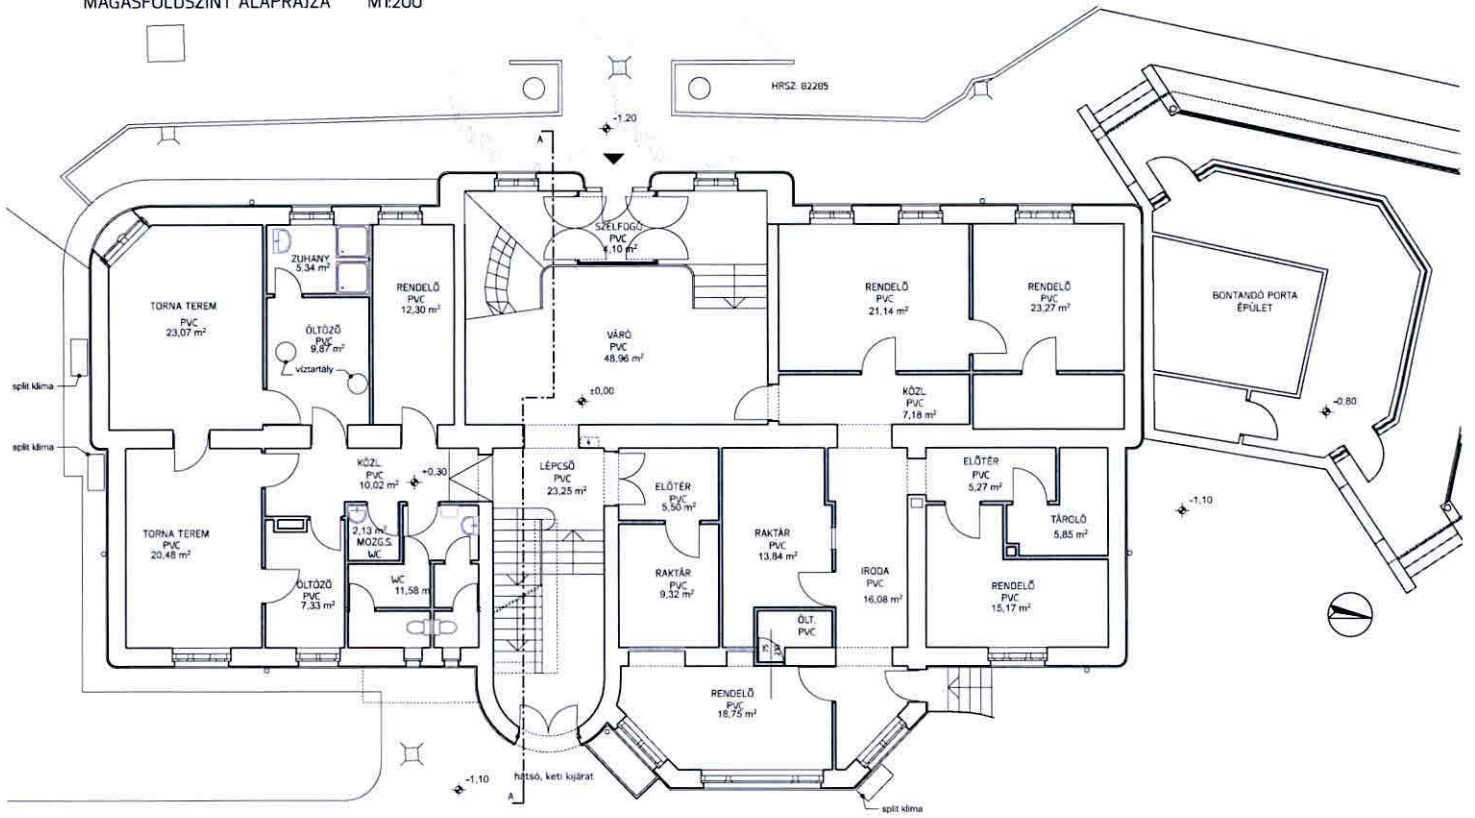 MAGASFÖLDSZINT ALAPRAJZA M1:200
HRSZ 82285
-1,20
A
SZÉLFOGÓ
PVC
4,10 m²
ZUHANY
5,34 m²
TORNA TEREM
PVC
23,07 m²
ÖLTÖZŐ
PVC
9,87 m²
víztartály
RENDELŐ
PVC
12,30 m²
VÁRÓ
PVC
48,96 m²
±0,00
RENDELŐ
PVC
21,14 m²
RENDELŐ
PVC
23,27 m²
BONTANDÓ PORTA
ÉPÜLET
-0,80
split klima
split klima
KÖZL.
PVC
7,18 m²
KÖZL.
PVC
10,02 m²
+0,30
LÉPCSŐ
PVC
23,25 m²
ELŐTÉR
PVC
5,50 m²
ELŐTÉR
PVC
5,27 m²
TÁROLÓ
5,85 m²
-1,10
TORNA TEREM
PVC
20,48 m²
2,13 m²
MOZG.S.
WC
WC
11,58 m
ÖLTÖZŐ
PVC
7,33 m²
RAKTÁR
PVC
13,84 m²
RAKTÁR
PVC
9,32 m²
IRODA
PVC
16,08 m²
RENDELŐ
PVC
15,17 m²
ÖLT.
PVC
75
RENDELŐ
PVC
18,75 m²
-1,10
hátsó, keti kijárat
A
split klima